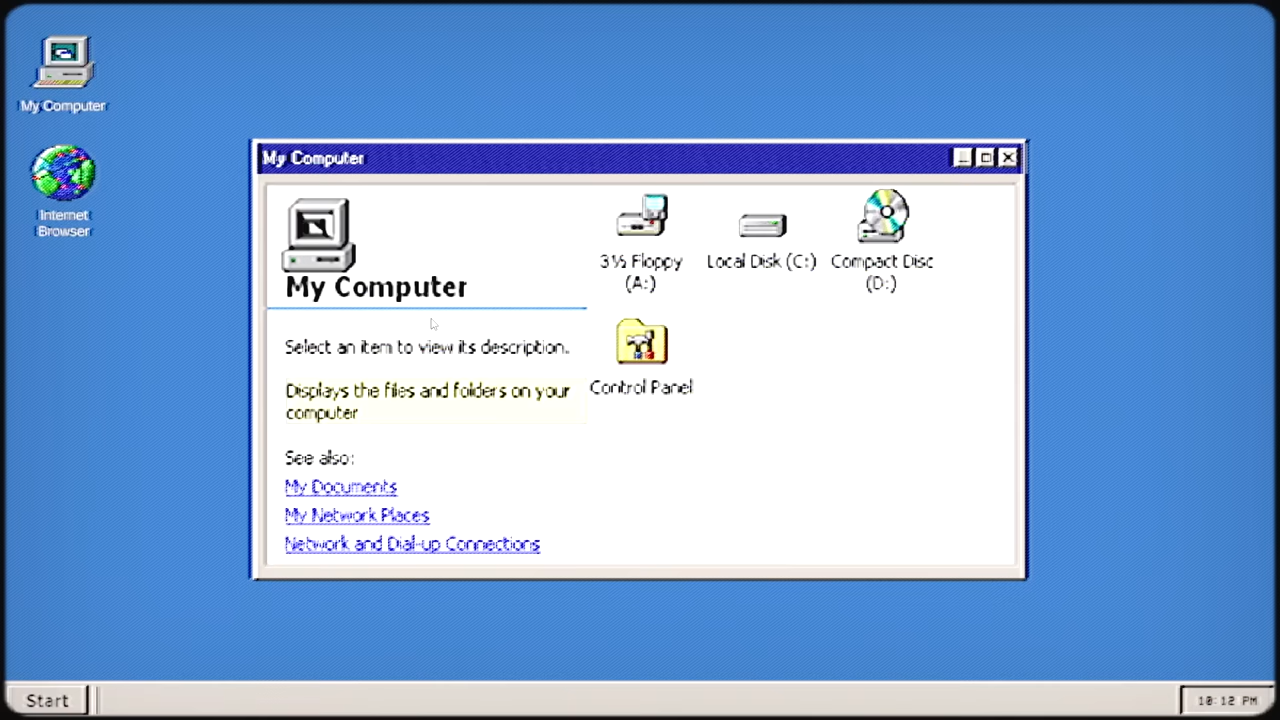 My Computer
Internet
Browser
My Computer
My Computer
Select an item to view its description.
Displays the files and folders on your
computer
See also:
My Documents
My Network Places
Network and Dial-up Connections
3½ Floppy
(A:)
Local Disk (C:)
Compact Disc
(D:)
Control Panel
Start
10:12 PM